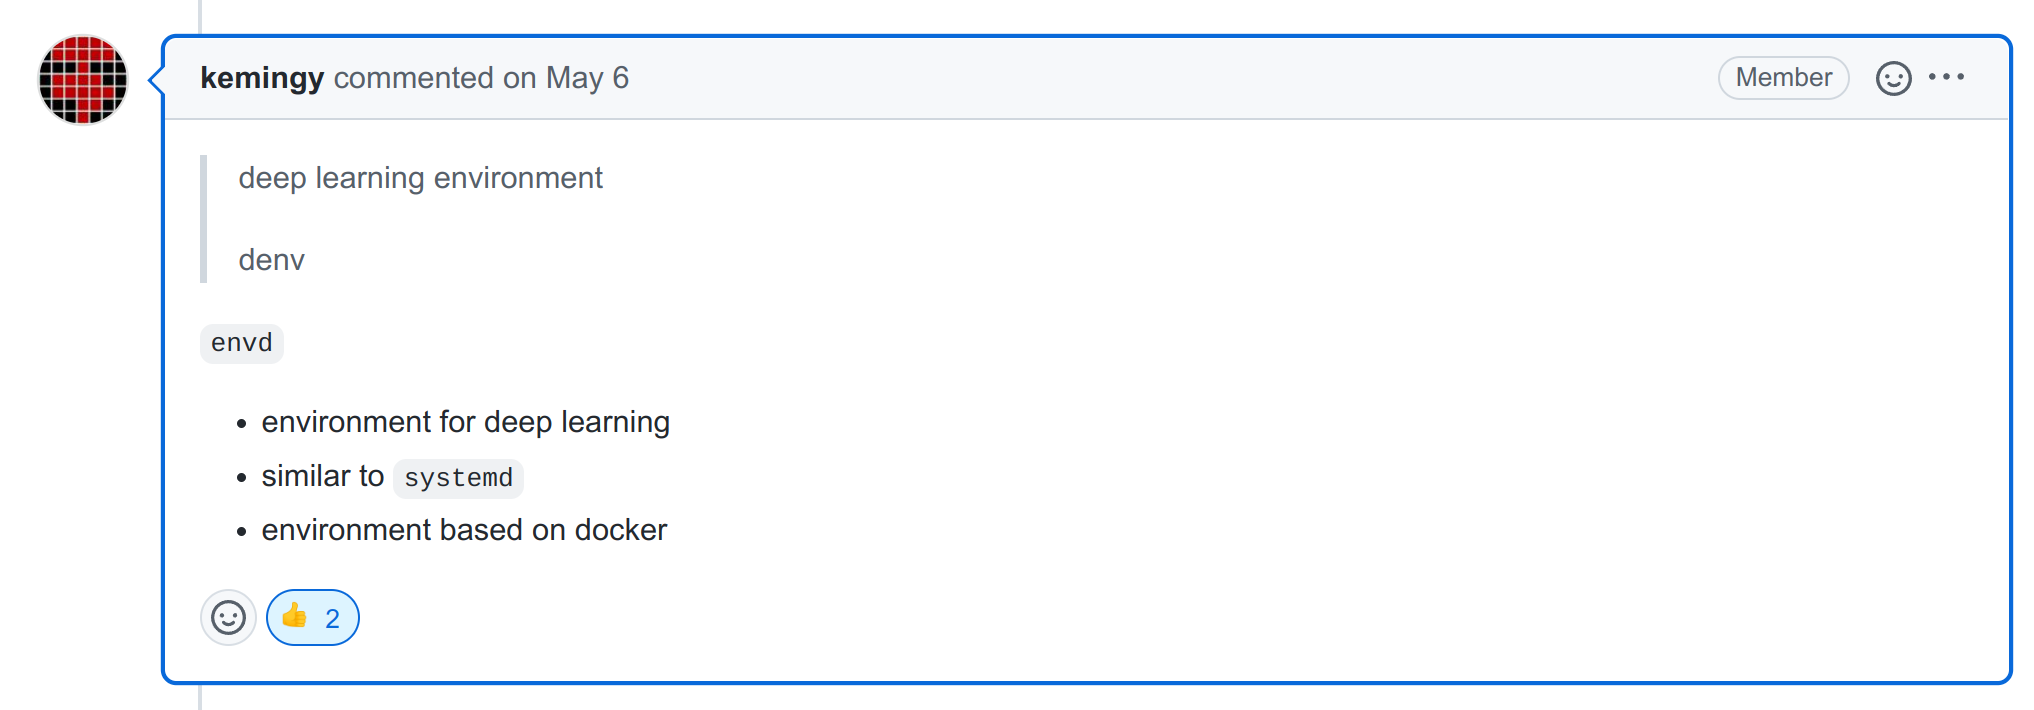 kemingy commented on May 6
Member
deep learning environment
denv
envd
environment for deep learning
similar to systemd
environment based on docker
👍 2